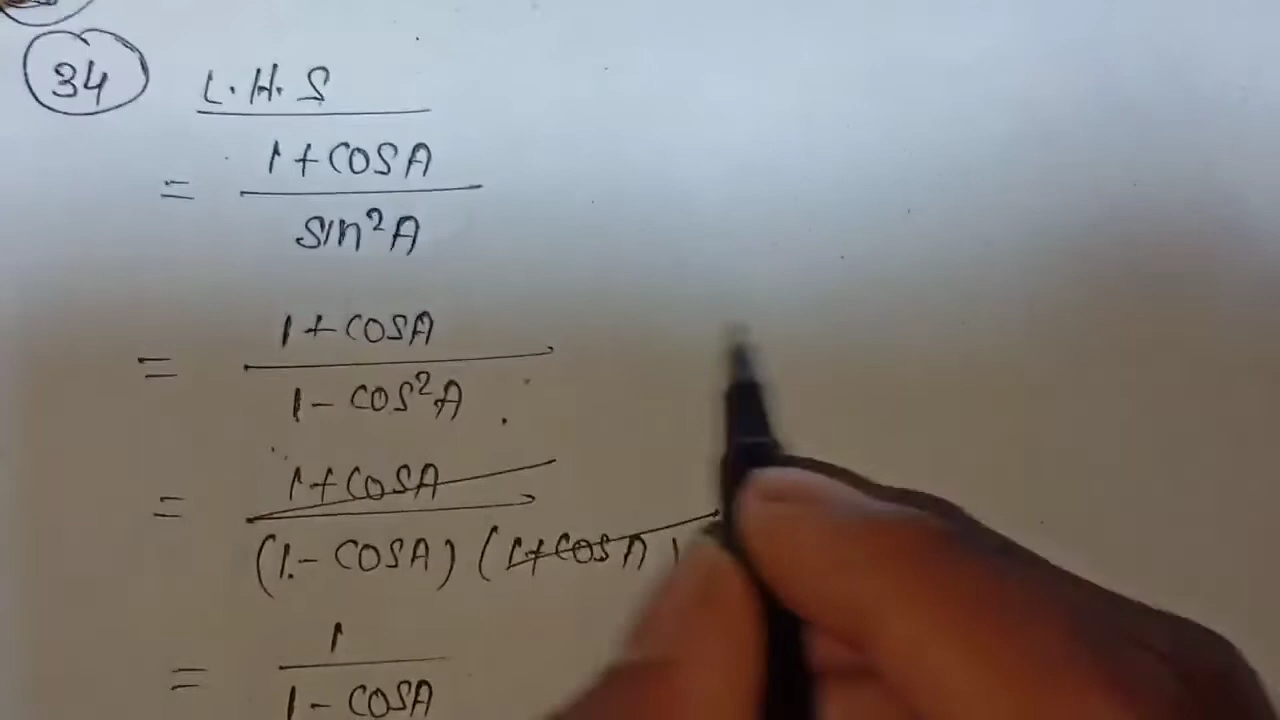 34 L.H.S
= 1+COSA
sin²A
= 1+COSA
1-COS²A
= 1+COSA
(1-COSA) (1+COSA)
= 1
1-COSA